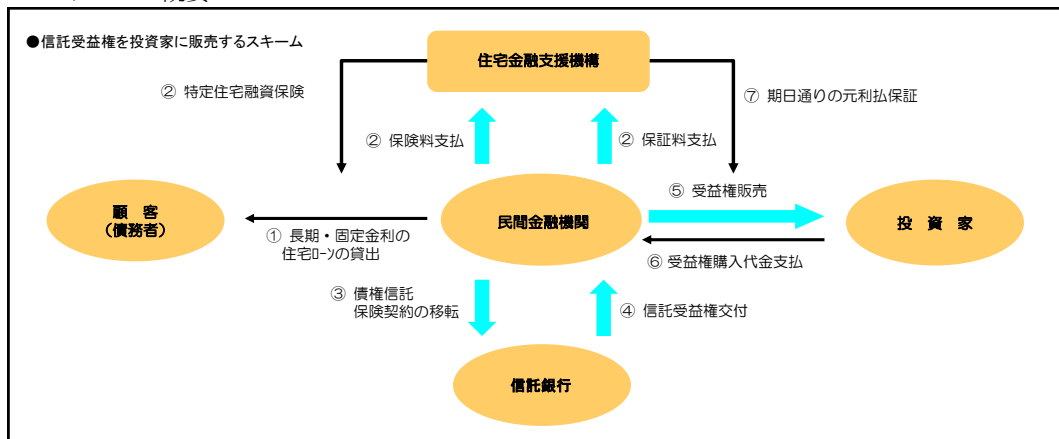 ●信託受益権を投資家に販売するスキーム
住宅金融支援機構
② 特定住宅融資保険
⑦ 期日通りの元利払保証
② 保険料支払
② 保証料支払
⑤ 受益権販売
顧 客
（債務者）
民間金融機関
投 資 家
① 長期・固定金利の
住宅ﾛｰﾝの貸出
⑥ 受益権購入代金支払
③ 債権信託
保険契約の移転
④ 信託受益権交付
信託銀行